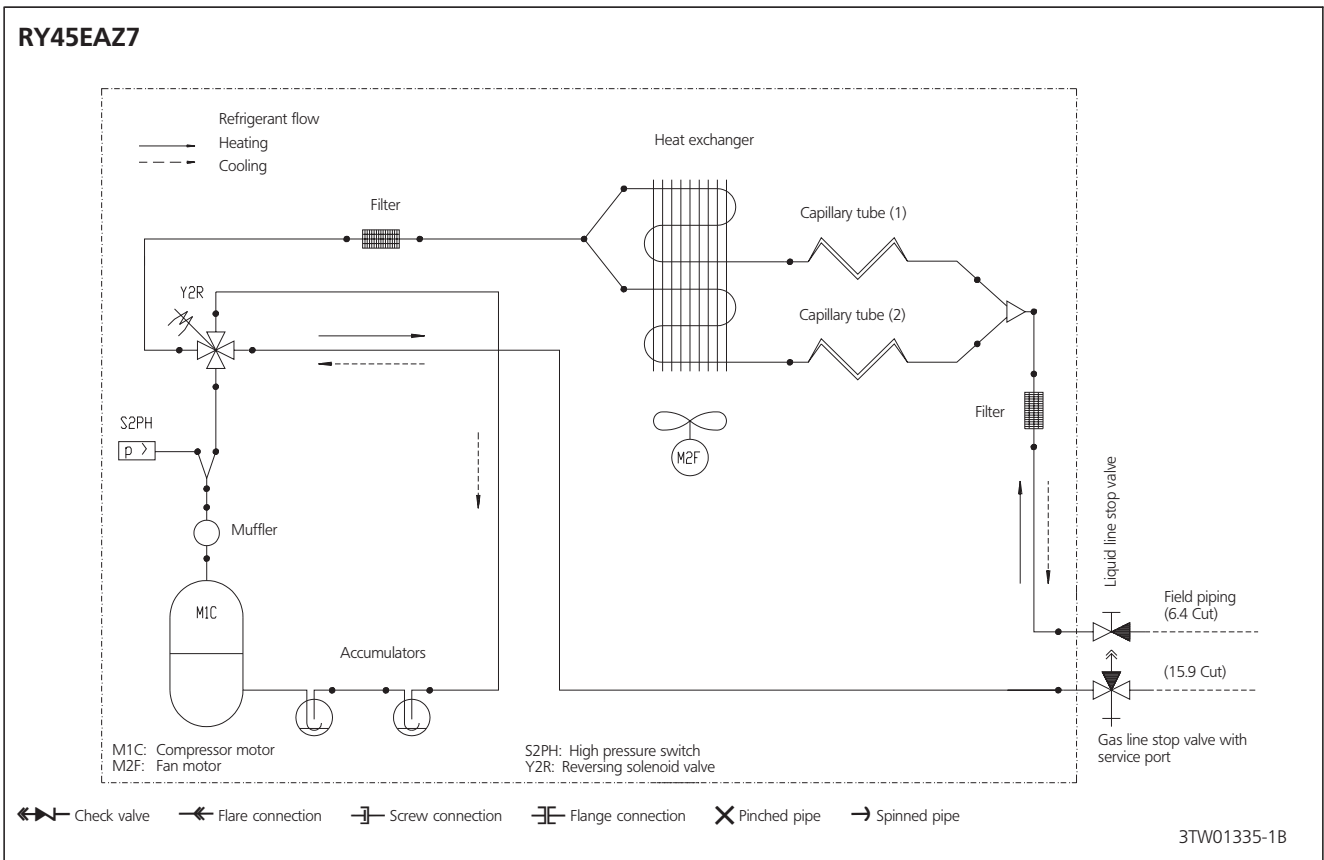 RY45EAZ7
Refrigerant flow
Heating
Cooling
Heat exchanger
Filter
Capillary tube (1)
Y2R
Capillary tube (2)
S2PH
p >
Filter
M2F
Muffler
Liquid line stop valve
M1C
Field piping
(6.4 Cut)
Accumulators
(15.9 Cut)
Gas line stop valve with
service port
M1C: Compressor motor
M2F: Fan motor
S2PH: High pressure switch
Y2R: Reversing solenoid valve
Check valve
Flare connection
Screw connection
Flange connection
Pinched pipe
Spinned pipe
3TW01335-1B